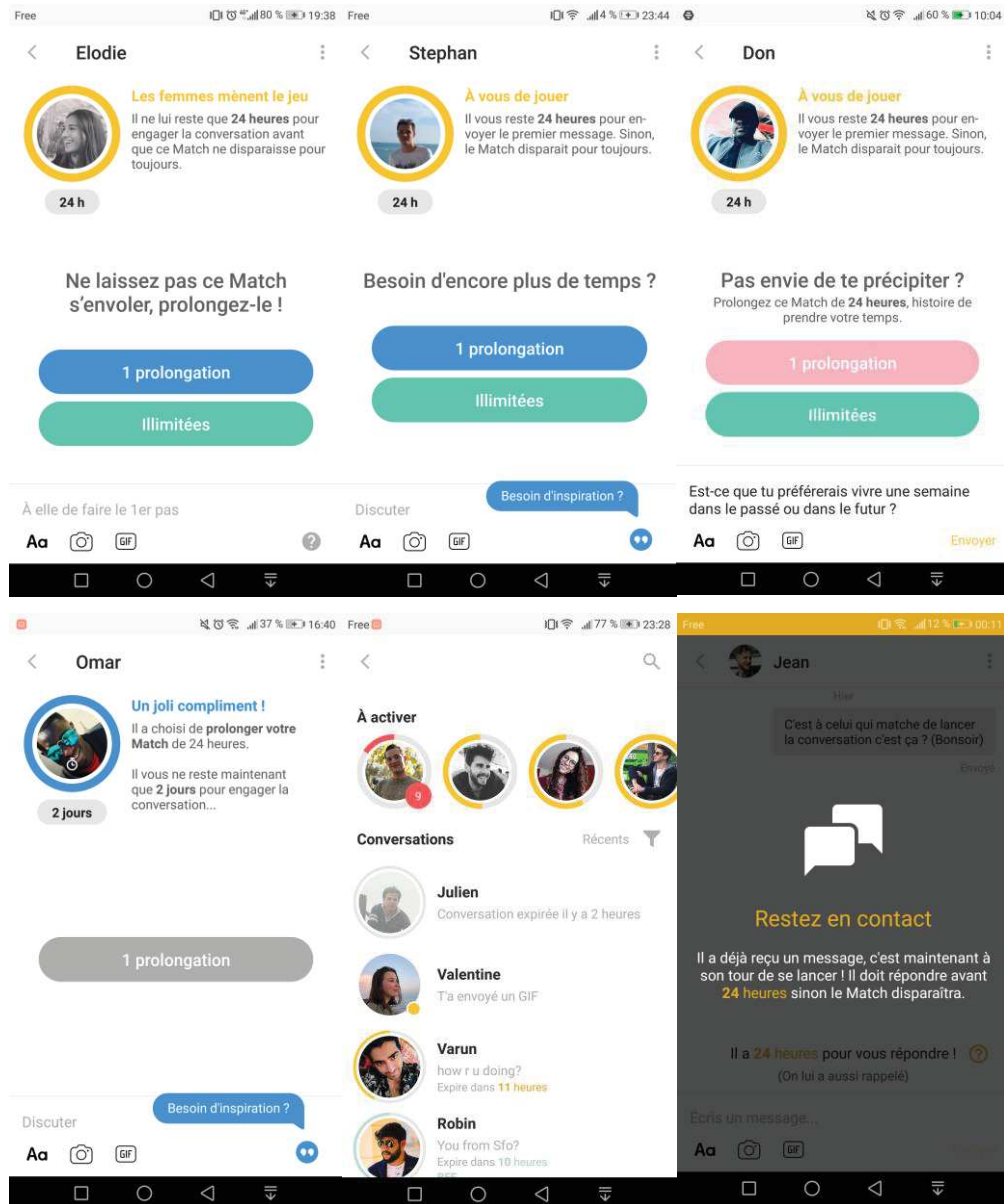 Free 80 % 19:38
Elodie
Les femmes mènent le jeu
Il ne lui reste que 24 heures pour
engager la conversation avant
que ce Match ne disparaisse pour
toujours.
24 h
Ne laissez pas ce Match
s'envoler, prolongez-le !
1 prolongation
Illimitées
À elle de faire le 1er pas
Aa GIF ?
Free 4 % 23:44
Stephan
À vous de jouer
Il vous reste 24 heures pour en-
voyer le premier message. Sinon,
le Match disparait pour toujours.
24 h
Besoin d'encore plus de temps ?
1 prolongation
Illimitées
Besoin d'inspiration ?
Discuter
Aa GIF
60 % 10:04
Don
À vous de jouer
Il vous reste 24 heures pour en-
voyer le premier message. Sinon,
le Match disparait pour toujours.
24 h
Pas envie de te précipiter ?
Prolongez ce Match de 24 heures, histoire de
prendre votre temps.
1 prolongation
Illimitées
Est-ce que tu préférerais vivre une semaine
dans le passé ou dans le futur ?
Aa GIF Envoyer
37 % 16:40
Omar
Un joli compliment !
Il a choisi de prolonger votre
Match de 24 heures.
Il vous ne reste maintenant
que 2 jours pour engager la
conversation...
2 jours
1 prolongation
Besoin d'inspiration ?
Discuter
Aa GIF
Free 77 % 23:28
À activer
9
Conversations Récents
Julien
Conversation expirée il y a 2 heures
Valentine
T'a envoyé un GIF
Varun
how r u doing?
Expire dans 11 heures
Robin
You from Sfo?
Expire dans 10 heures
BFF
Free 12 % 00:11
Jean
Hier
C'est à celui qui matche de lancer
la conversation c'est ça ? (Bonsoir)
Envoyé
Restez en contact
Il a déjà reçu un message, c'est maintenant à
son tour de se lancer ! Il doit répondre avant
24 heures sinon le Match disparaîtra.
Il a 24 heures pour vous répondre ! ?
(On lui a aussi rappelé)
Écris un message...
Aa GIF